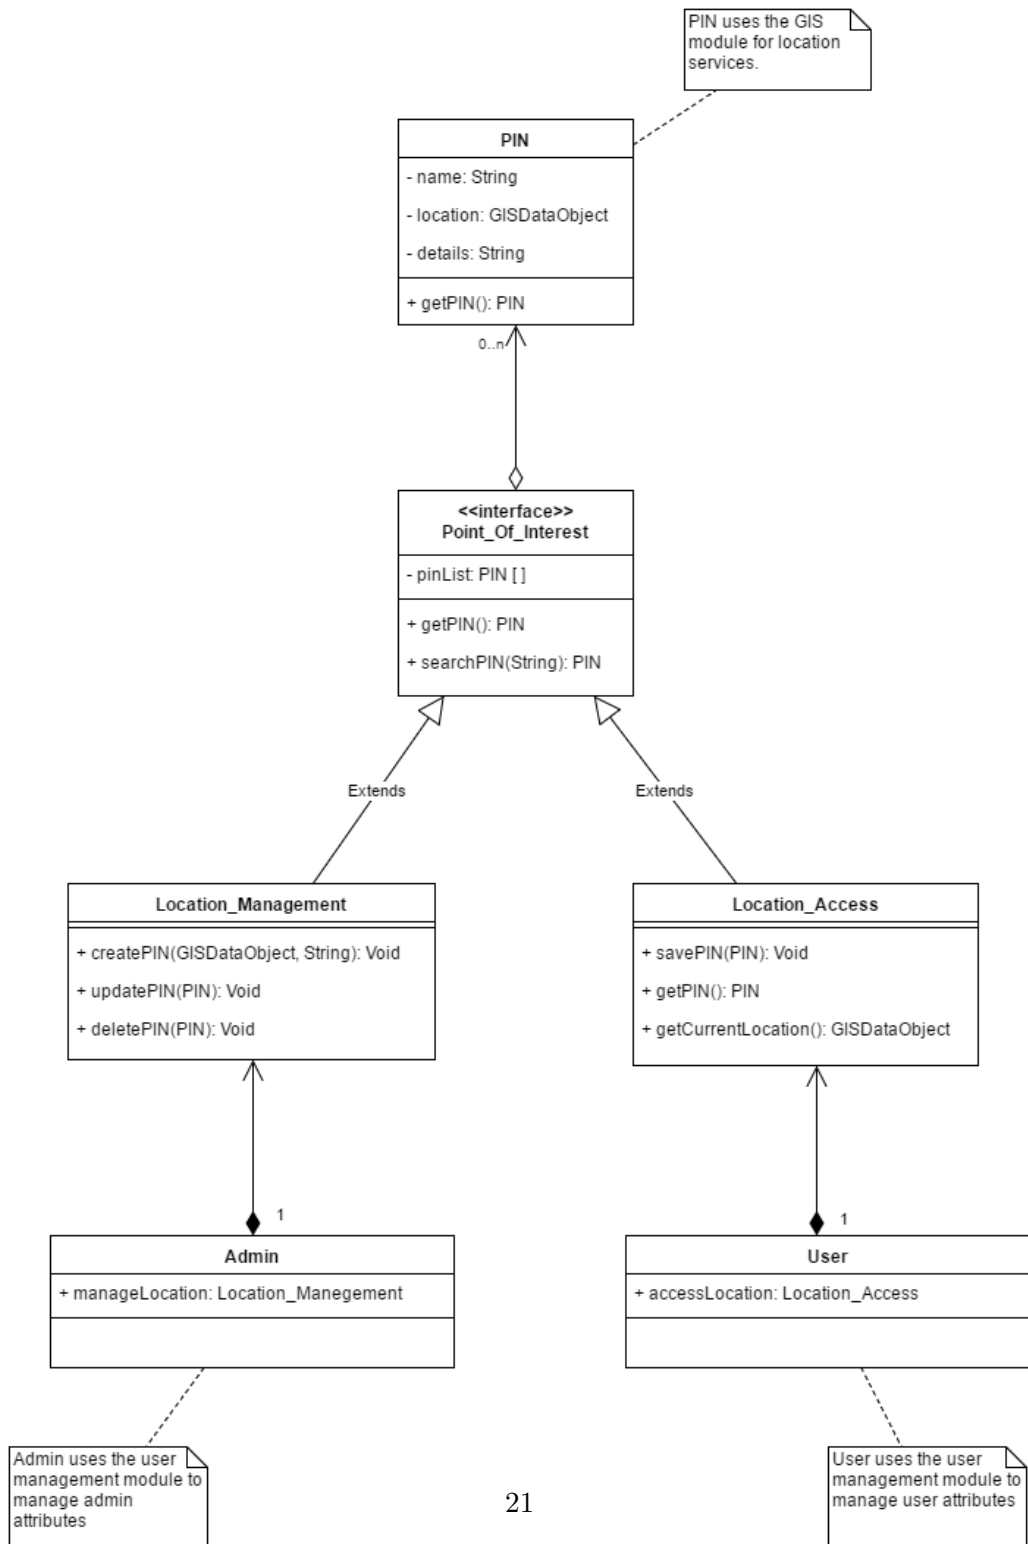 PIN uses the GIS
module for location
services.
PIN
- name: String
- location: GISDataObject
- details: String
+ getPIN(): PIN
0..n
<<interface>>
Point_Of_Interest
- pinList: PIN [ ]
+ getPIN(): PIN
+ searchPIN(String): PIN
Extends
Extends
Location_Management
+ createPIN(GISDataObject, String): Void
+ updatePIN(PIN): Void
+ deletePIN(PIN): Void
Location_Access
+ savePIN(PIN): Void
+ getPIN(): PIN
+ getCurrentLocation(): GISDataObject
1
1
Admin
+ manageLocation: Location_Manegement
User
+ accessLocation: Location_Access
Admin uses the user
management module to
manage admin
attributes
User uses the user
management module to
manage user attributes
21